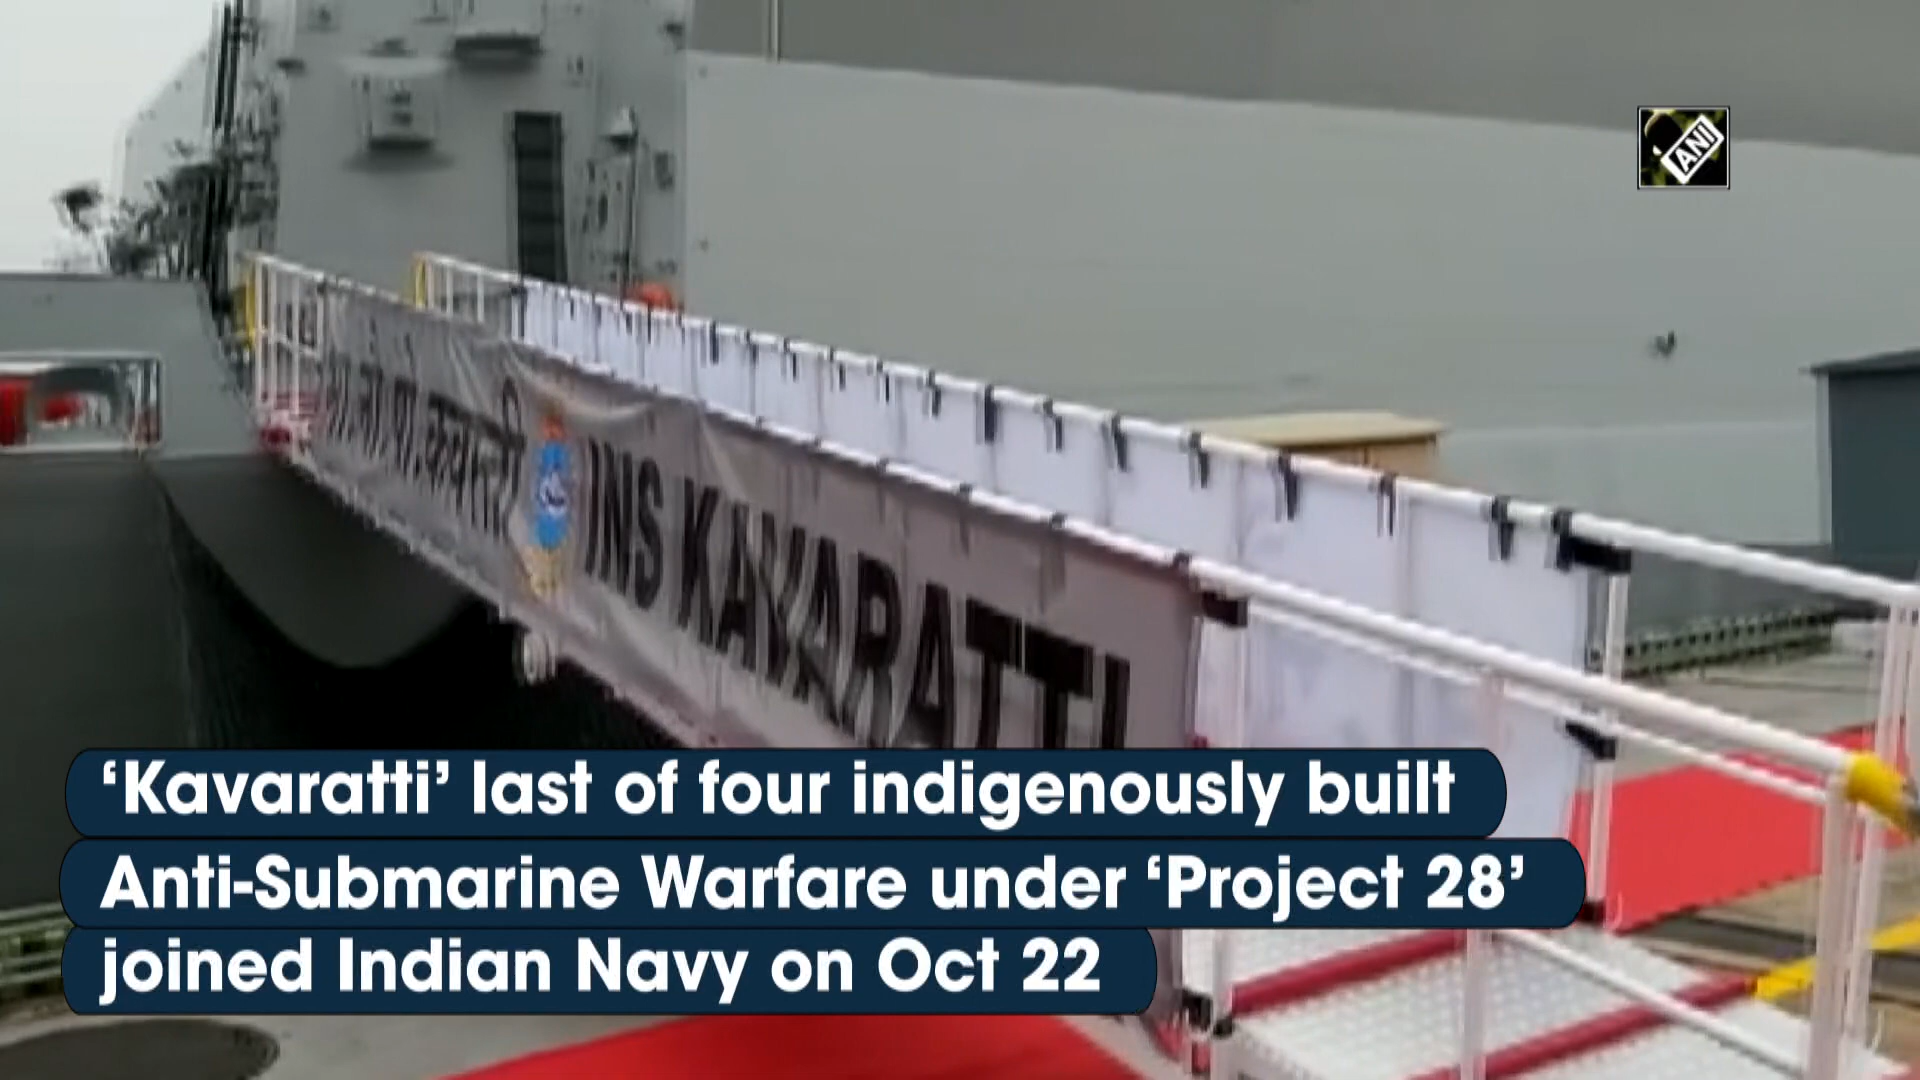 ANI
भा.नौ.पो.कवरत्ती INS KAVARATTI
‘Kavaratti’ last of four indigenously built
Anti-Submarine Warfare under ‘Project 28’
joined Indian Navy on Oct 22